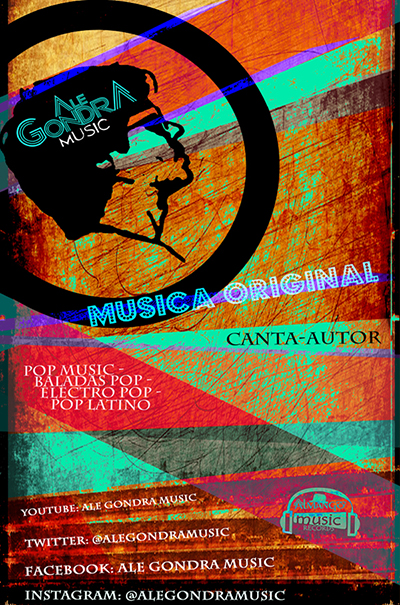 ALE
GONDRA
MUSIC
MUSICA ORIGINAL
CANTA-AUTOR
POP MUSIC -
BALADAS POP -
ELECTRO POP -
POP LATINO
YOUTUBE: ALE GONDRA MUSIC
TWITTER: @ALEGONDRAMUSIC
FACEBOOK: ALE GONDRA MUSIC
INSTAGRAM: @ALEGONDRAMUSIC
music